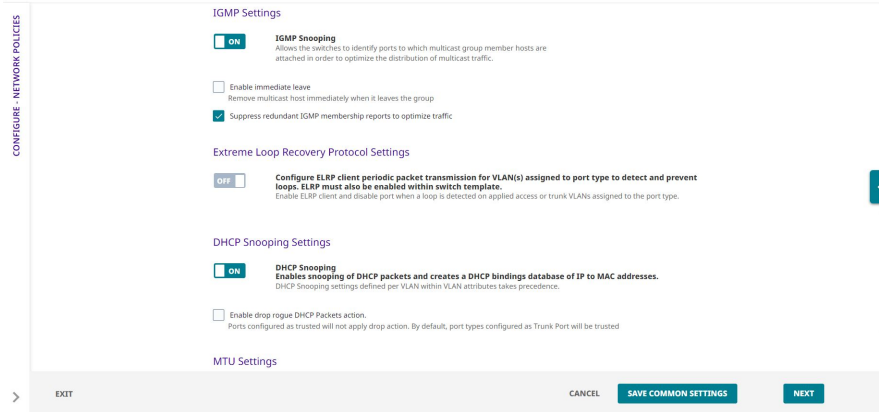 CONFIGURE - NETWORK POLICIES
IGMP Settings
ON
IGMP Snooping
Allows the switches to identify ports to which multicast group member hosts are
attached in order to optimize the distribution of multicast traffic.
Enable immediate leave
Remove multicast host immediately when it leaves the group
Suppress redundant IGMP membership reports to optimize traffic
Extreme Loop Recovery Protocol Settings
OFF
Configure ELRP client periodic packet transmission for VLAN(s) assigned to port type to detect and prevent
loops. ELRP must also be enabled within switch template.
Enable ELRP client and disable port when a loop is detected on applied access or trunk VLANs assigned to the port type.
DHCP Snooping Settings
ON
DHCP Snooping
Enables snooping of DHCP packets and creates a DHCP bindings database of IP to MAC addresses.
DHCP Snooping settings defined per VLAN within VLAN attributes takes precedence.
Enable drop rogue DHCP Packets action.
Ports configured as trusted will not apply drop action. By default, port types configured as Trunk Port will be trusted
MTU Settings
EXIT
CANCEL
SAVE COMMON SETTINGS
NEXT